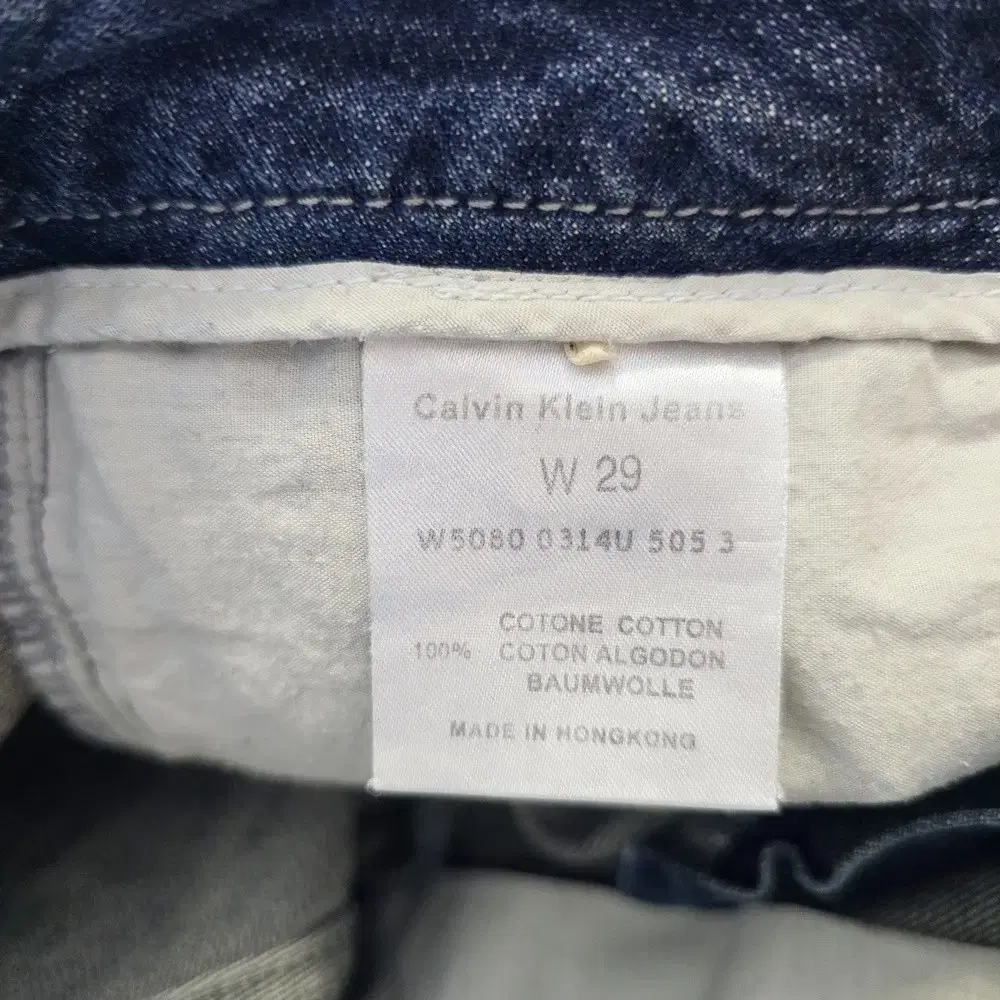 Calvin Klein Jeans
W 29
W5080 0314U 505 3
COTONE COTTON
100% COTON ALGODON
BAUMWOLLE
MADE IN HONGKONG